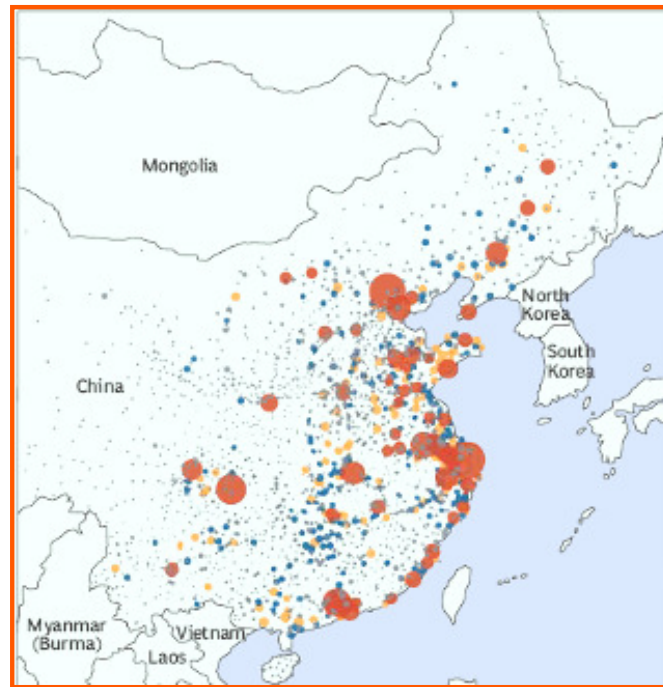 Mongolia
North
Korea
South
Korea
China
Myanmar
(Burma)
Vietnam
Laos